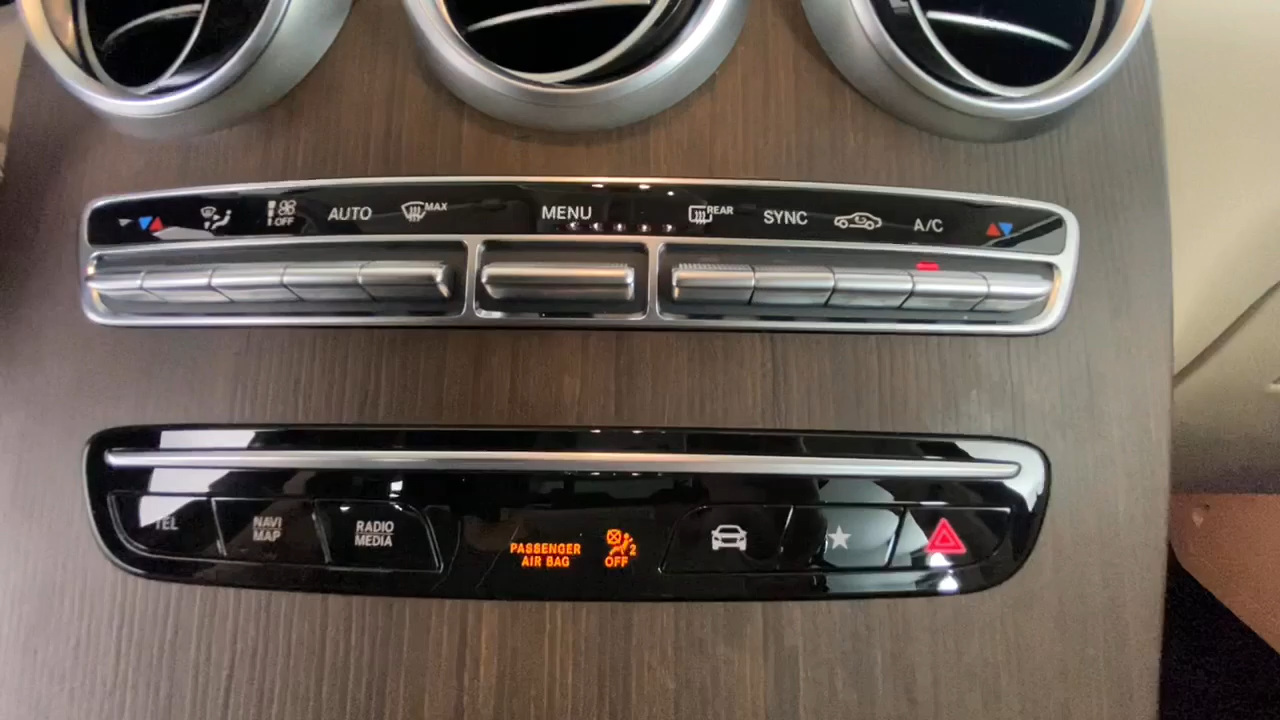 OFF
AUTO
MAX
MENU
REAR
SYNC
A/C
TEL
NAVI
MAP
RADIO
MEDIA
PASSENGER
AIR BAG
2
OFF